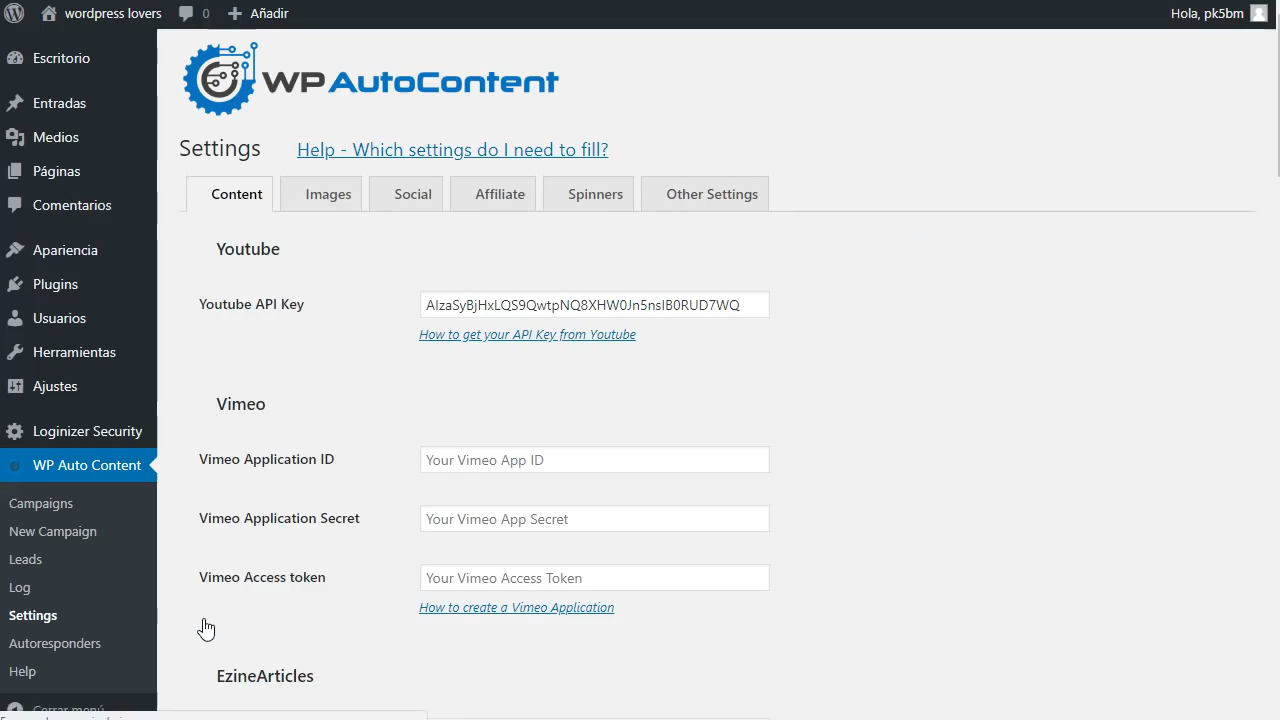 wordpress lovers 0 Añadir Hola, pk5bm
Escritorio
Entradas
Medios
Páginas
Comentarios
Apariencia
Plugins
Usuarios
Herramientas
Ajustes
Loginizer Security
WP Auto Content
Campaigns
New Campaign
Leads
Log
Settings
Autoresponders
Help
Cerrar menú
WP AutoContent
Settings Help - Which settings do I need to fill?
Content Images Social Affiliate Spinners Other Settings
Youtube
Youtube API Key AIzaSyBjHxLQS9QwtpNQ8XHW0Jn5nsIB0RUD7WQ
How to get your API Key from Youtube
Vimeo
Vimeo Application ID Your Vimeo App ID
Vimeo Application Secret Your Vimeo App Secret
Vimeo Access token Your Vimeo Access Token
How to create a Vimeo Application
EzineArticles